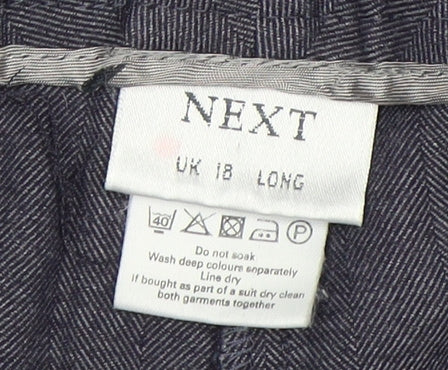 NEXT
UK 18 LONG
40 P
Do not soak
Wash deep colours separately
Line dry
If bought as part of a suit dry clean
both garments together